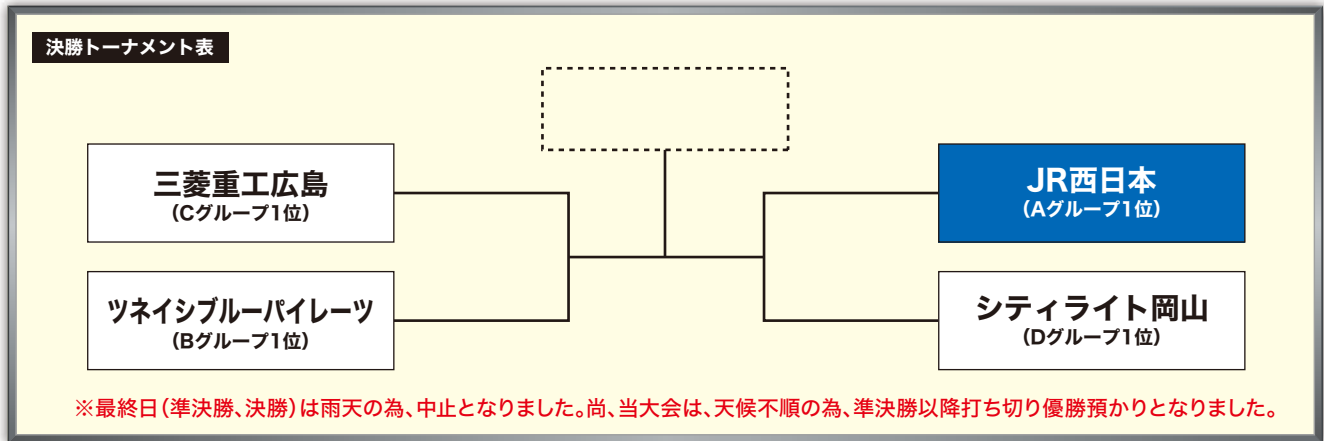 決勝トーナメント表
三菱重工広島
（Cグループ1位）
JR西日本
（Aグループ1位）
ツネイシブルーパイレーツ
（Bグループ1位）
シティライト岡山
（Dグループ1位）
※最終日（準決勝、決勝）は雨天の為、中止となりました。尚、当大会は、天候不順の為、準決勝以降打ち切り優勝預かりとなりました。